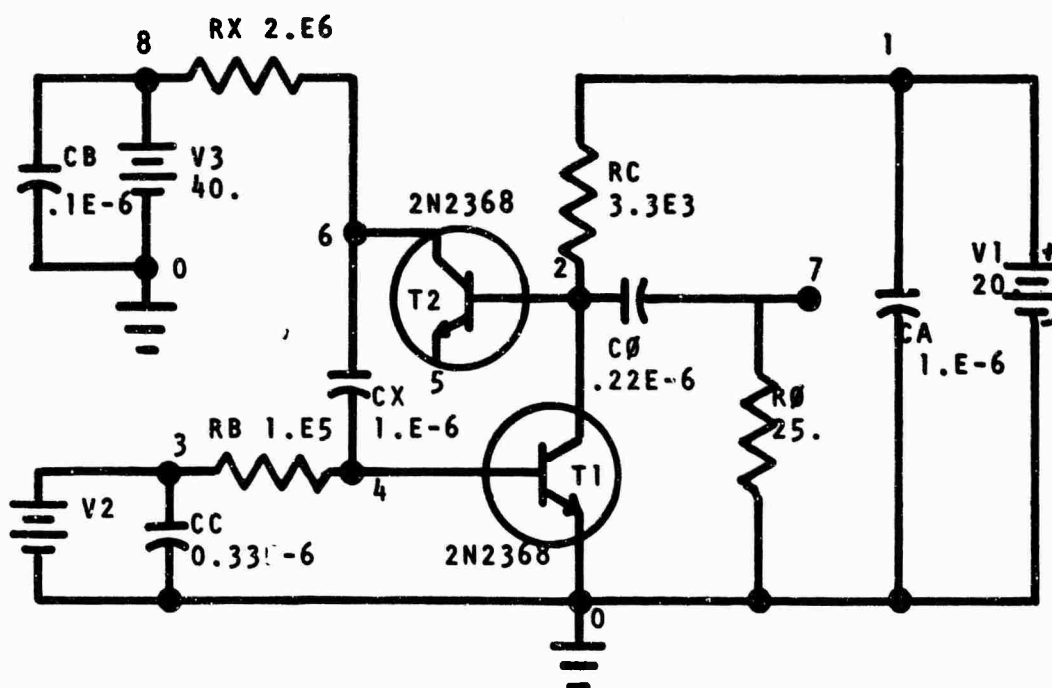 RX 2.E6
8
1
CB
.1E-6
V3
40.
RC
3.3E3
2N2368
6
2
7
V1
20.
+
0
T2
CØ
.22E-6
CA
1.E-6
5
CX
1.E-6
RØ
25.
RB 1.E5
3
4
T1
V2
CC
2N2368
0